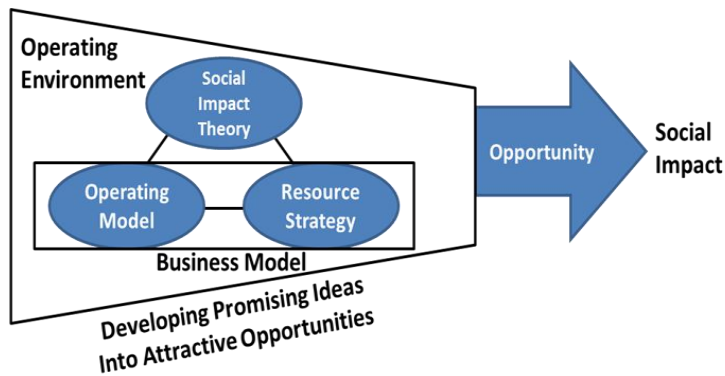 Operating
Environment
Social
Impact
Theory
Operating
Model
Resource
Strategy
Business Model
Developing Promising Ideas
Into Attractive Opportunities
Opportunity
Social
Impact